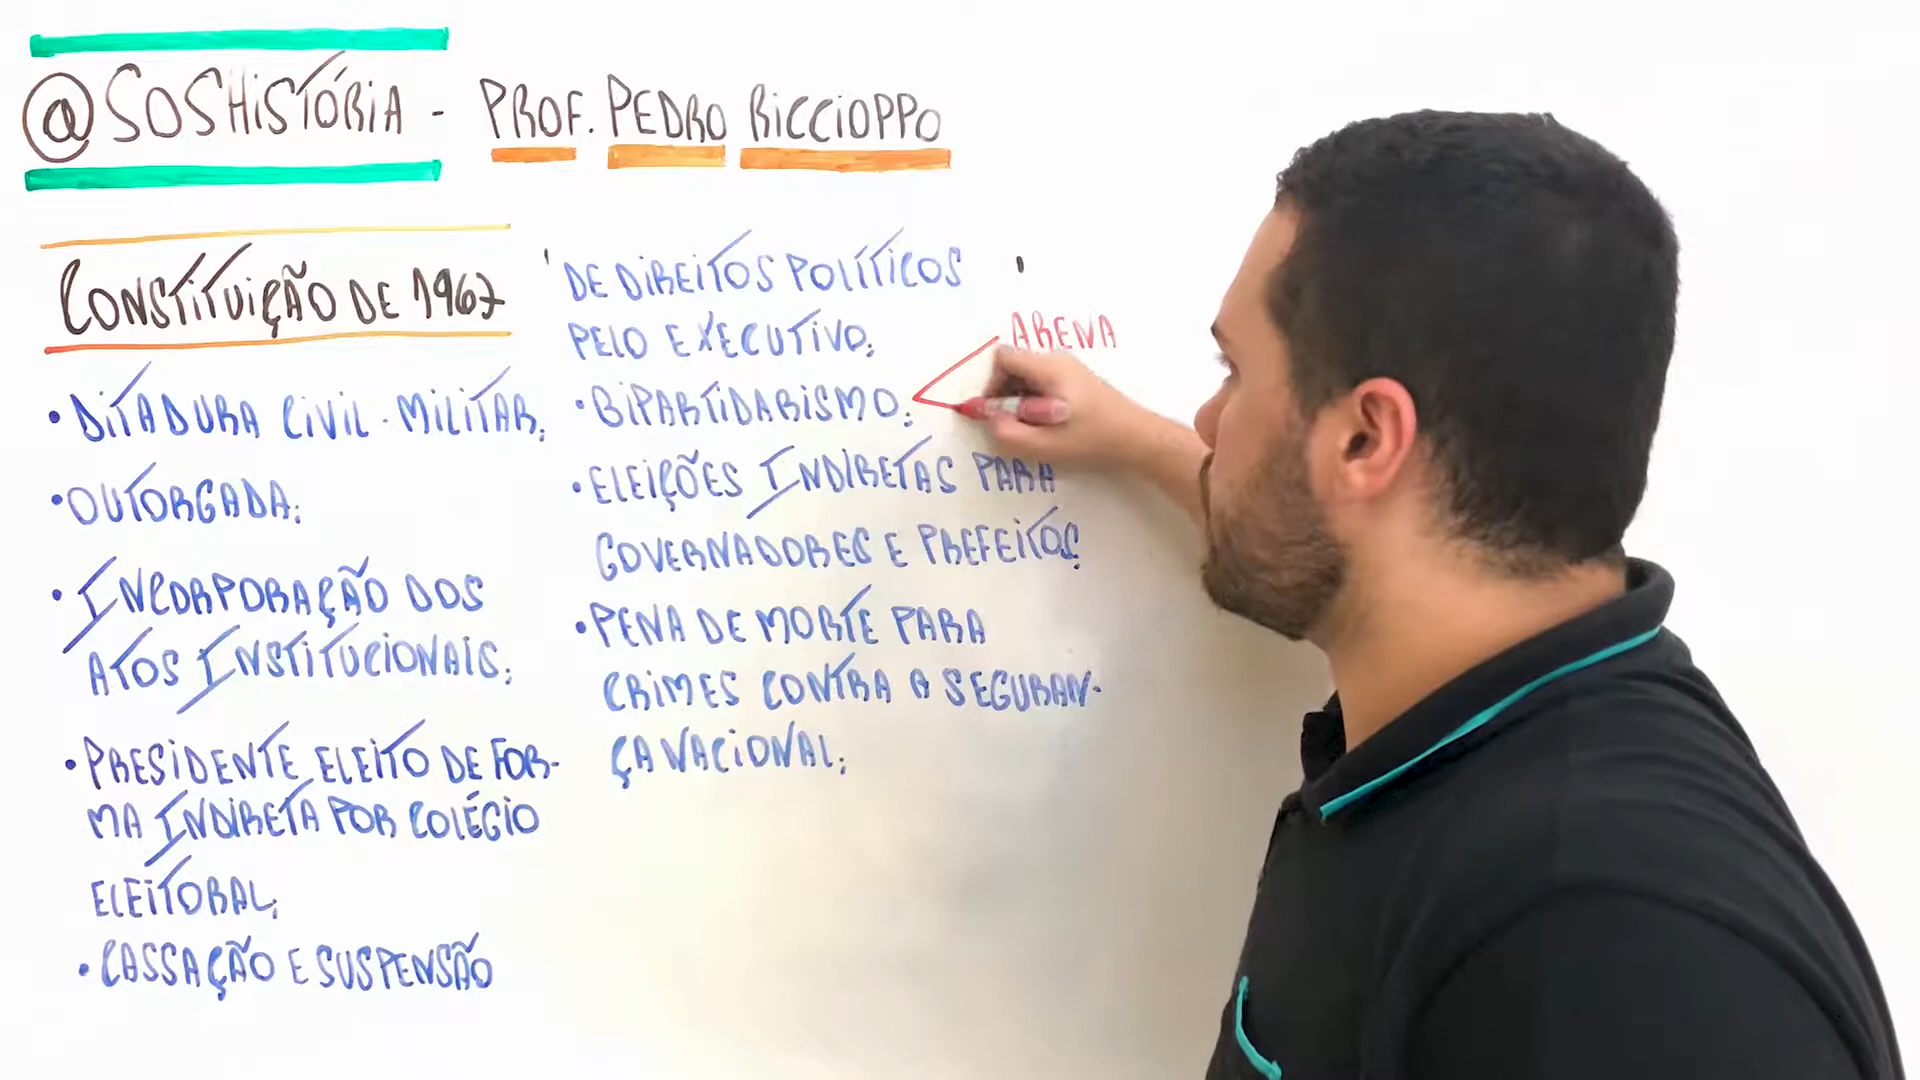 @SOSHISTÓRIA - PROF. PEDRO RICCIOPPO
CONSTITUIÇÃO DE 1967
• DITADURA CIVIL-MILITAR;
• OUTORGADA;
• INCORPORAÇÃO DOS
ATOS INSTITUCIONAIS;
• PRESIDENTE ELEITO DE FOR-
MA INDIRETA POR COLÉGIO
ELEITORAL;
• CASSAÇÃO E SUSPENSÃO
DE DIREITOS POLÍTICOS
PELO EXECUTIVO;
• BIPARTIDARISMO;
ARENA
• ELEIÇÕES INDIRETAS PARA
GOVERNADORES E PREFEITOS
• PENA DE MORTE PARA
CRIMES CONTRA A SEGURAN-
ÇA NACIONAL;